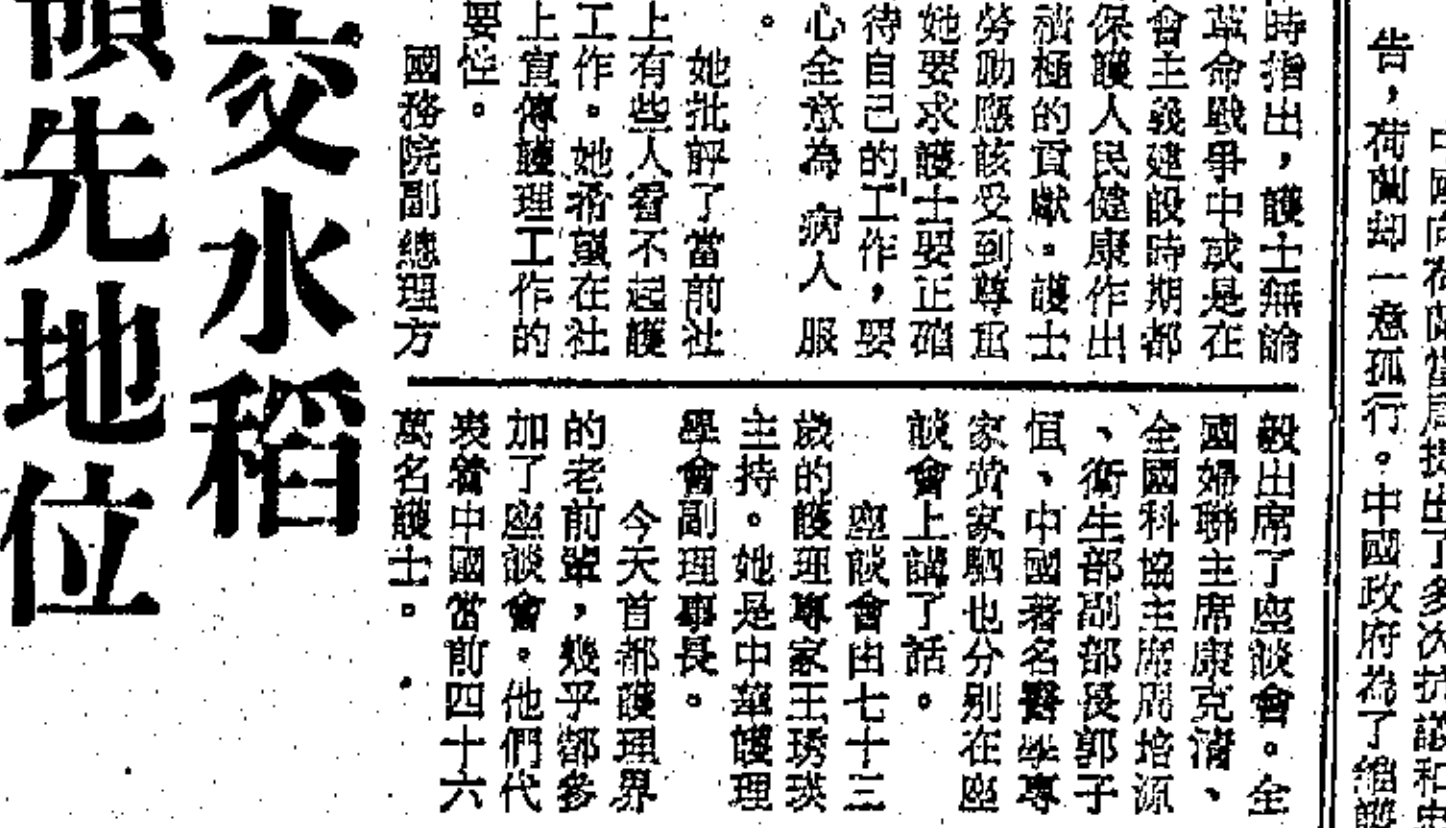 告，荷蘭却一意孤行。中國政府為了維護
時指出，護士無論
革命戰爭中或是在
會主義建設時期都
保護人民健康作出
積極的貢獻。護士
勞動應該受到尊重
她要求護士要正確
待自己的工作，要
心全意為病人服
。
她批評了當前社
上有些人看不起護
工作。她希望在社
上宣傳護理工作的
要性。
國務院副總理方
毅出席了座談會。全
國婦聯主席康克清、
全國科協主席周培源
、衛生部副部長郭子
恒、中國著名醫學專
家黃家駟也分別在座
談會上講了話。
座談會由七十三
歲的護理專家王琇瑛
主持。她是中華護理
學會副理事長。
今天首都護理界
的老前輩，幾乎都參
加了座談會。他們代
表着中國當前四十六
萬名護士。
交水稻
領先地位